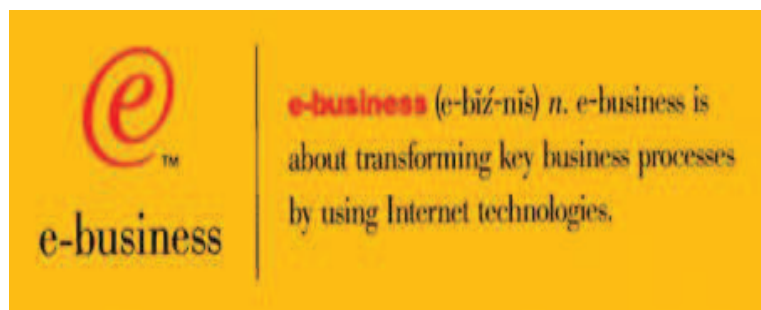 e
™
e-business
e-business (e-bĭź-nĭs) n. e-business is
about transforming key business processes
by using Internet technologies.